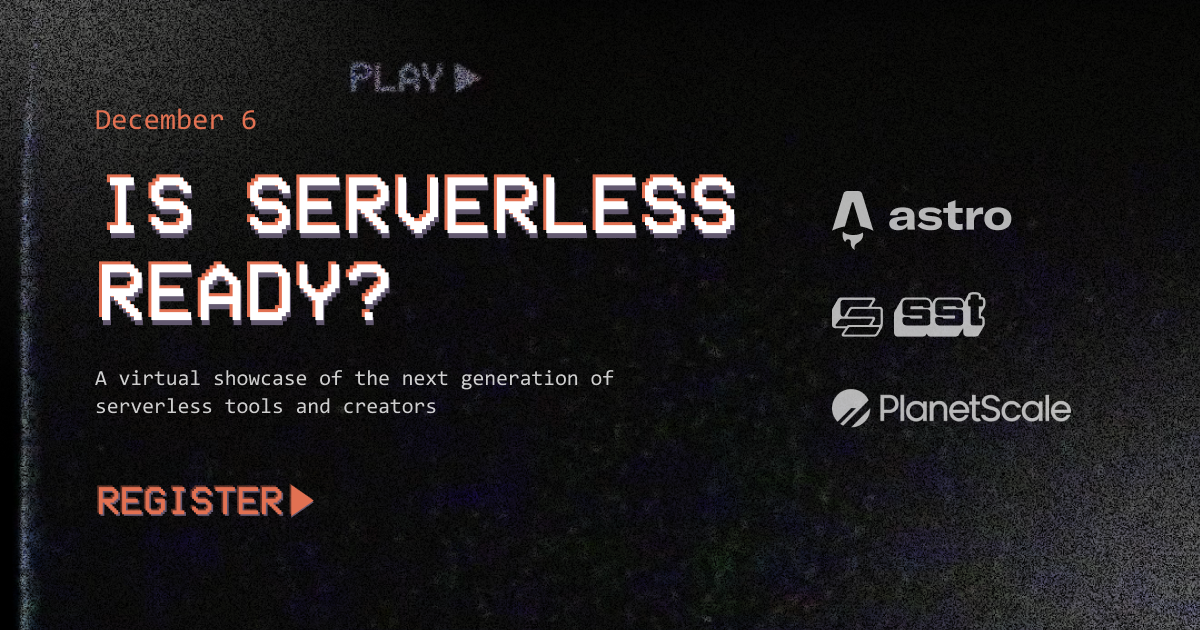 PLAY
December 6
IS SERVERLESS
READY?
A virtual showcase of the next generation of
serverless tools and creators
REGISTER
astro
sst
PlanetScale